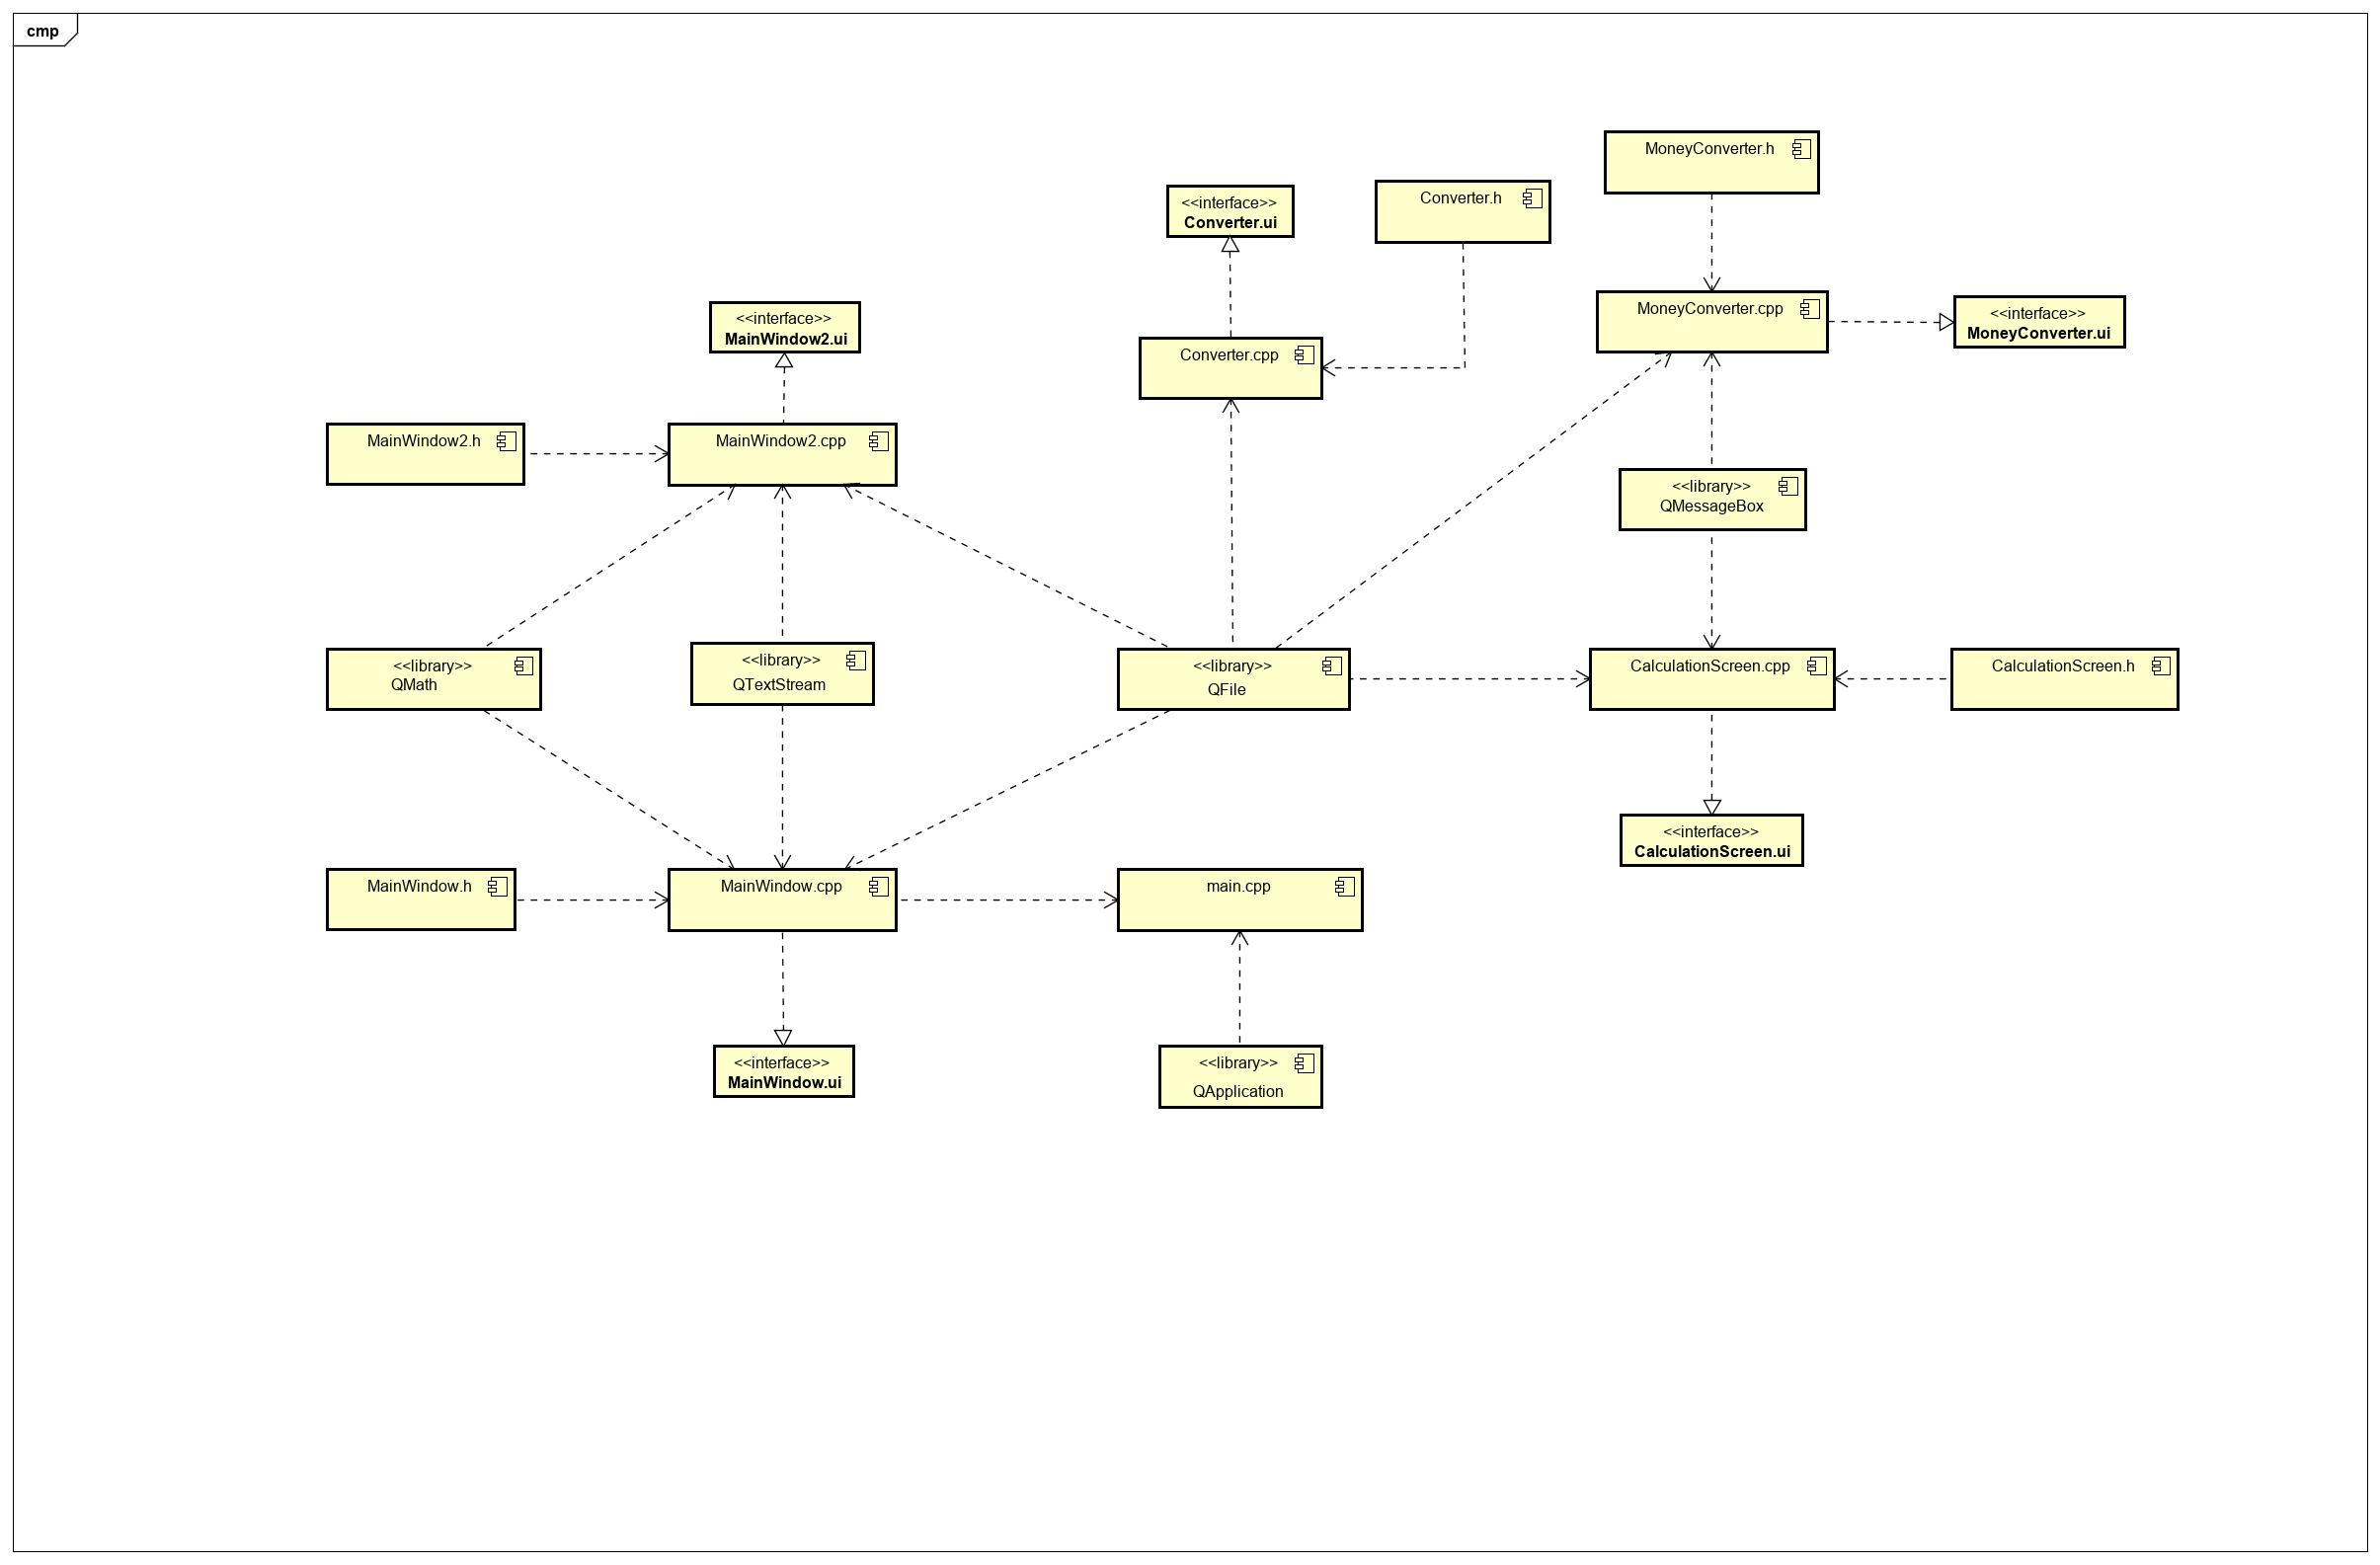 cmp
MoneyConverter.h
<<interface>>
Converter.ui
Converter.h
<<interface>>
MainWindow2.ui
Converter.cpp
MoneyConverter.cpp
<<interface>>
MoneyConverter.ui
MainWindow2.h
MainWindow2.cpp
<<library>>
QMessageBox
<<library>>
QMath
<<library>>
QTextStream
<<library>>
QFile
CalculationScreen.cpp
CalculationScreen.h
<<interface>>
CalculationScreen.ui
MainWindow.h
MainWindow.cpp
main.cpp
<<interface>>
MainWindow.ui
<<library>>
QApplication